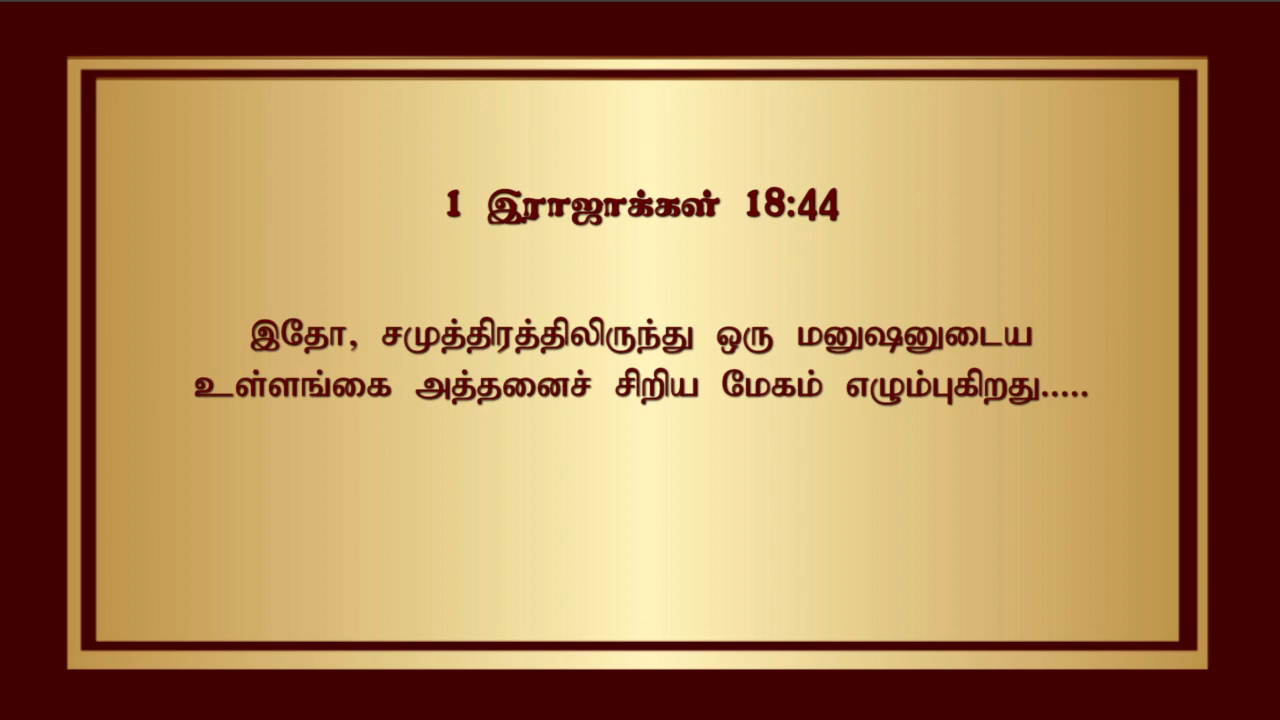 1 இராஜாக்கள் 18:44
இதோ, சமுத்திரத்திலிருந்து ஒரு மனுஷனுடைய
உள்ளங்கை அத்தனைச் சிறிய மேகம் எழும்புகிறது.....